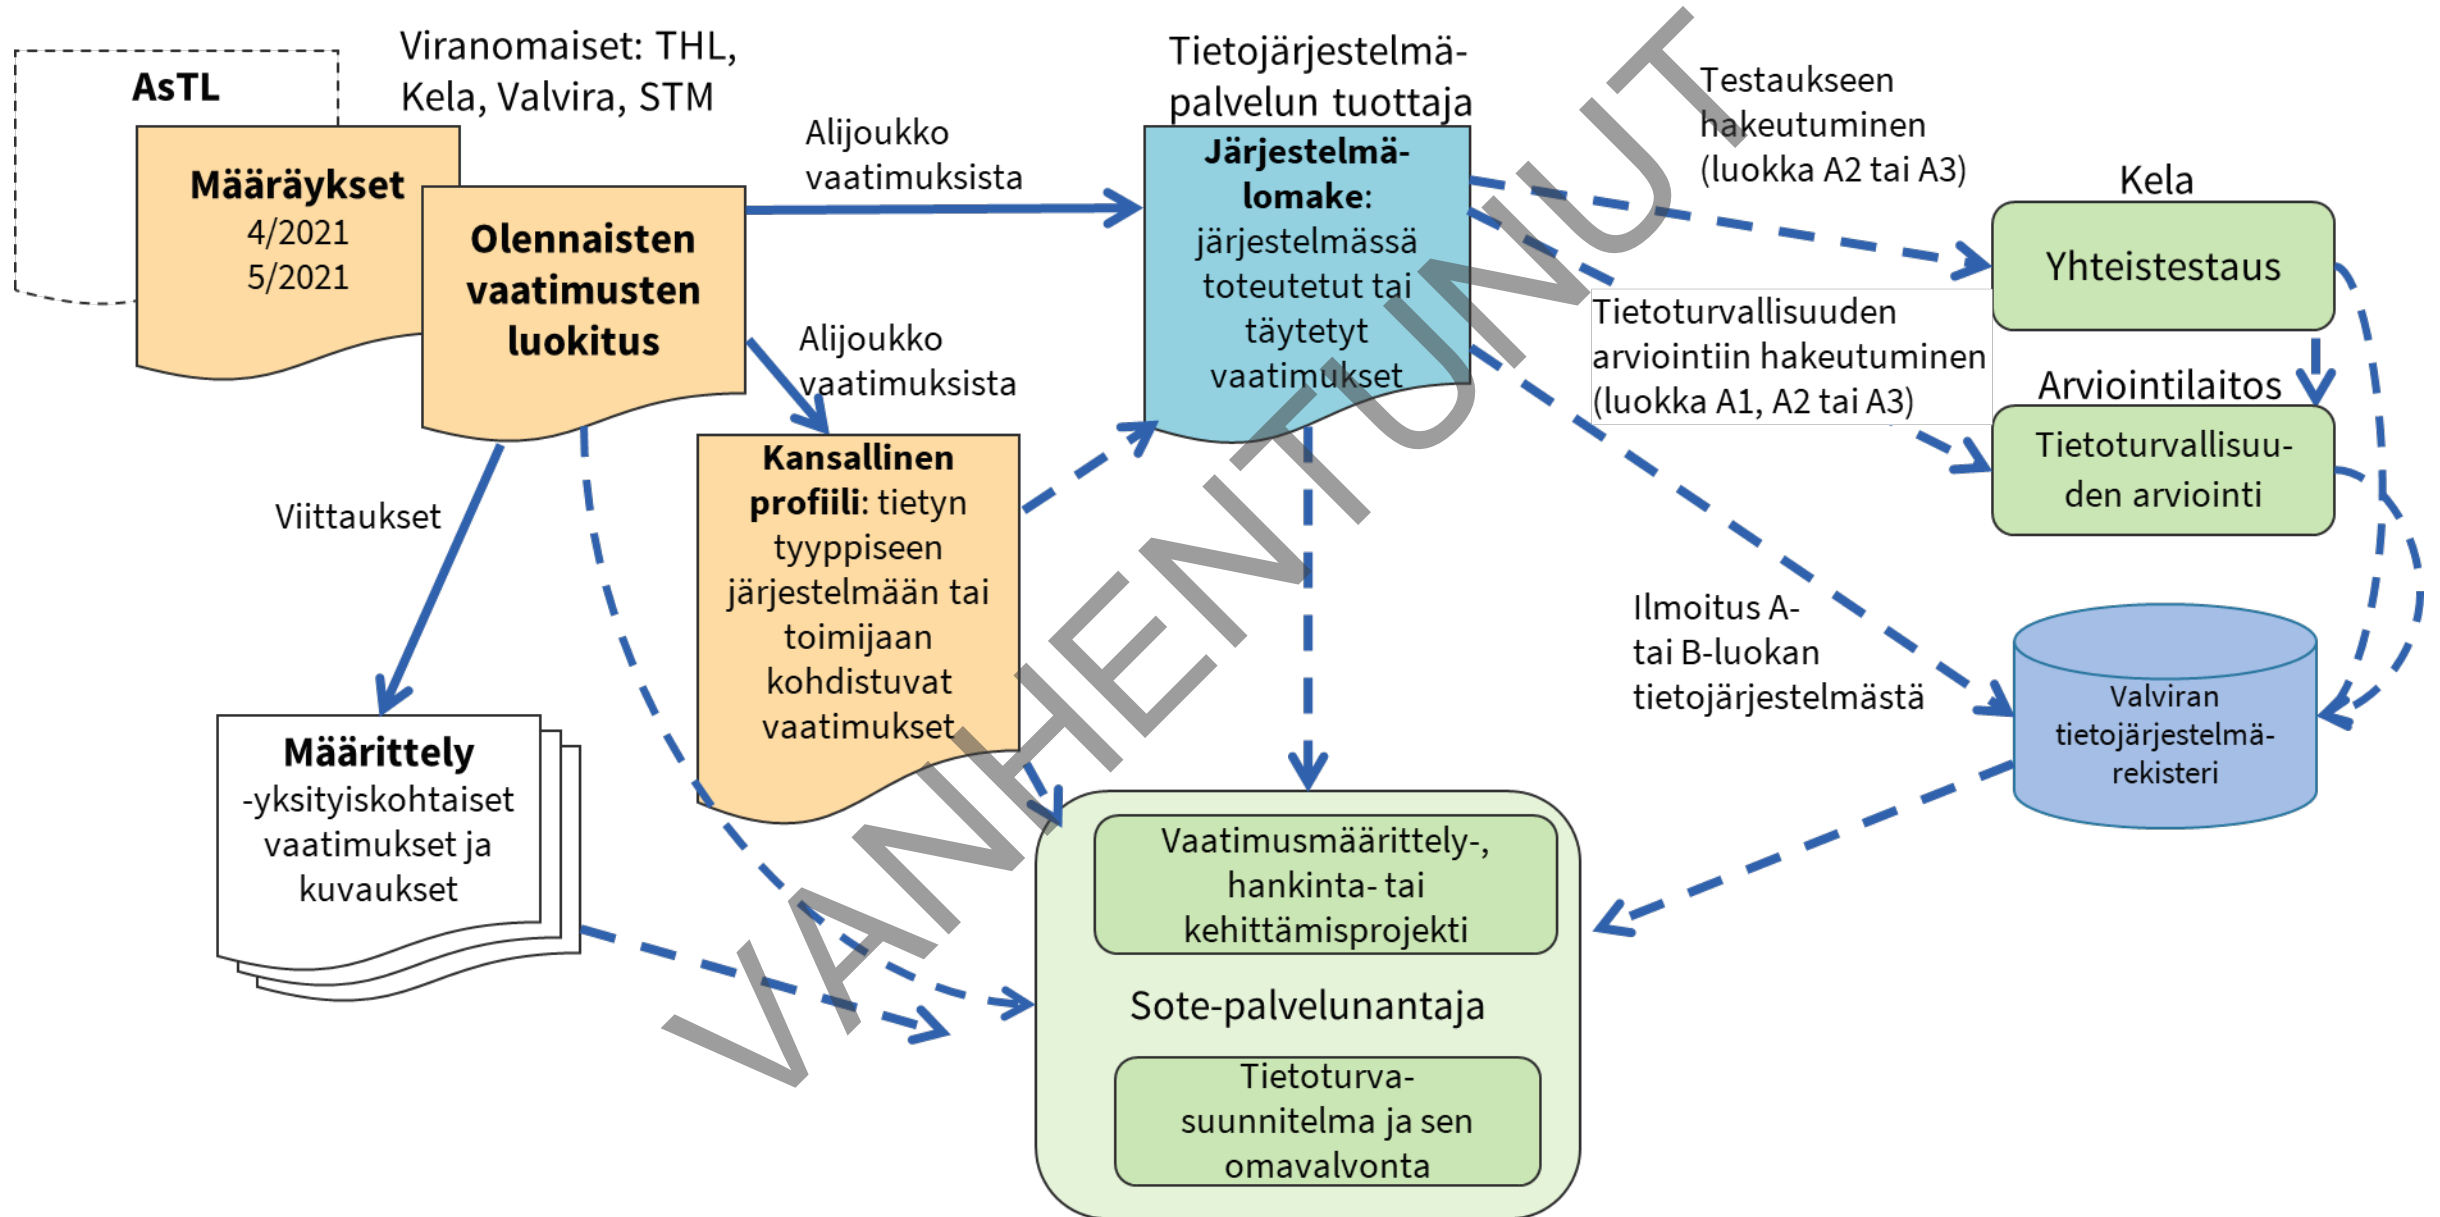 AsTL
Viranomaiset: THL,
Kela, Valvira, STM
Määräykset
4/2021
5/2021
Olennaisten
vaatimusten
luokitus
Alijoukko
vaatimuksista
Alijoukko
vaatimuksista
Viittaukset
Määrittely
-yksityiskohtaiset
vaatimukset ja
kuvaukset
Kansallinen
profiili: tietyn
tyyppiseen
järjestelmään tai
toimijaan
kohdistuvat
vaatimukset
Tietojärjestelmä-
palvelun tuottaja
Järjestelmä-
lomake:
järjestelmässä
toteutetut tai
täytetyt
vaatimukset
Testaukseen
hakeutuminen
(luokka A2 tai A3)
Kela
Yhteistestaus
Tietoturvallisuuden
arviointiin hakeutuminen
(luokka A1, A2 tai A3)
Arviointilaitos
Tietoturvallisuu-
den arviointi
Ilmoitus A-
tai B-luokan
tietojärjestelmästä
Valviran
tietojärjestelmä-
rekisteri
Vaatimusmäärittely-,
hankinta- tai
kehittämisprojekti
Sote-palvelunantaja
Tietoturva-
suunnitelma ja sen
omavalvonta
VANHENTUNUT